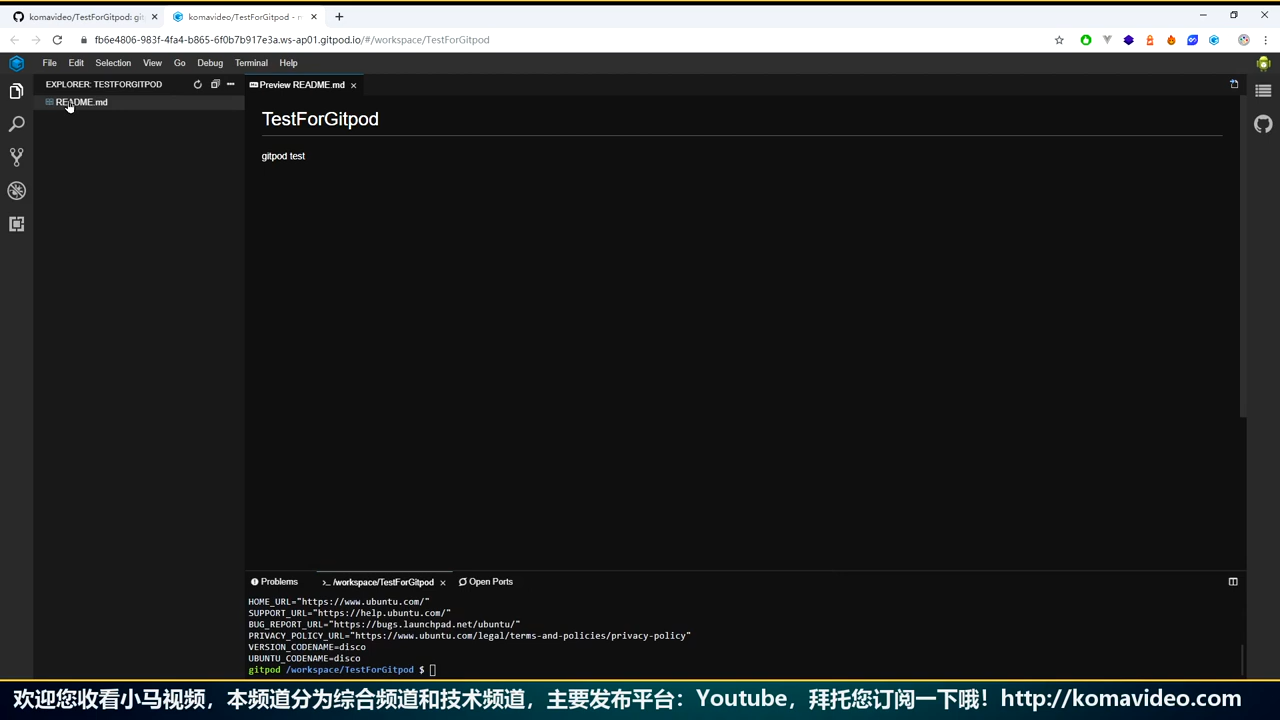 komavideo/TestForGitpod: git
komavideo/TestForGitpod - n
fb6e4806-983f-4fa4-b865-6f0b7b917e3a.ws-ap01.gitpod.io/#/workspace/TestForGitpod
File Edit Selection View Go Debug Terminal Help
EXPLORER: TESTFORGITPOD
README.md
Preview README.md
TestForGitpod
gitpod test
Problems
>_ /workspace/TestForGitpod
Open Ports
HOME_URL="https://www.ubuntu.com/"
SUPPORT_URL="https://help.ubuntu.com/"
BUG_REPORT_URL="https://bugs.launchpad.net/ubuntu/"
PRIVACY_POLICY_URL="https://www.ubuntu.com/legal/terms-and-policies/privacy-policy"
VERSION_CODENAME=disco
UBUNTU_CODENAME=disco
gitpod /workspace/TestForGitpod $
欢迎您收看小马视频，本频道分为综合频道和技术频道，主要发布平台：Youtube，拜托您订阅一下哦！http://komavideo.com